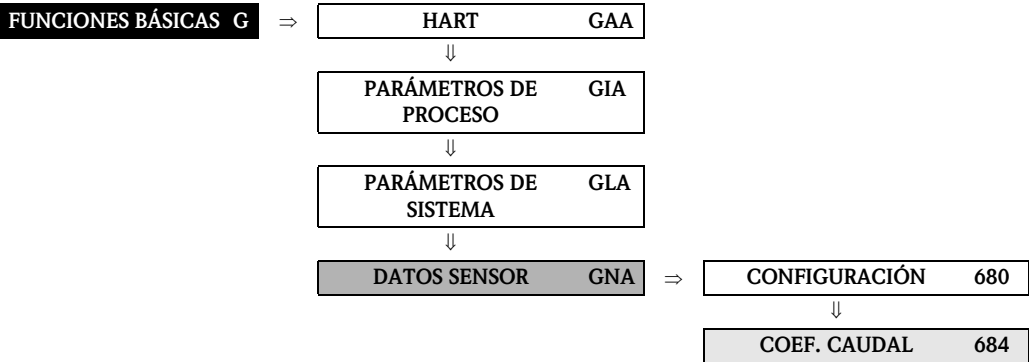 FUNCIONES BÁSICAS G ⇒ HART GAA
⇓
PARÁMETROS DE GIA
PROCESO
⇓
PARÁMETROS DE GLA
SISTEMA
⇓
DATOS SENSOR GNA ⇒ CONFIGURACIÓN 680
⇓
COEF. CAUDAL 684